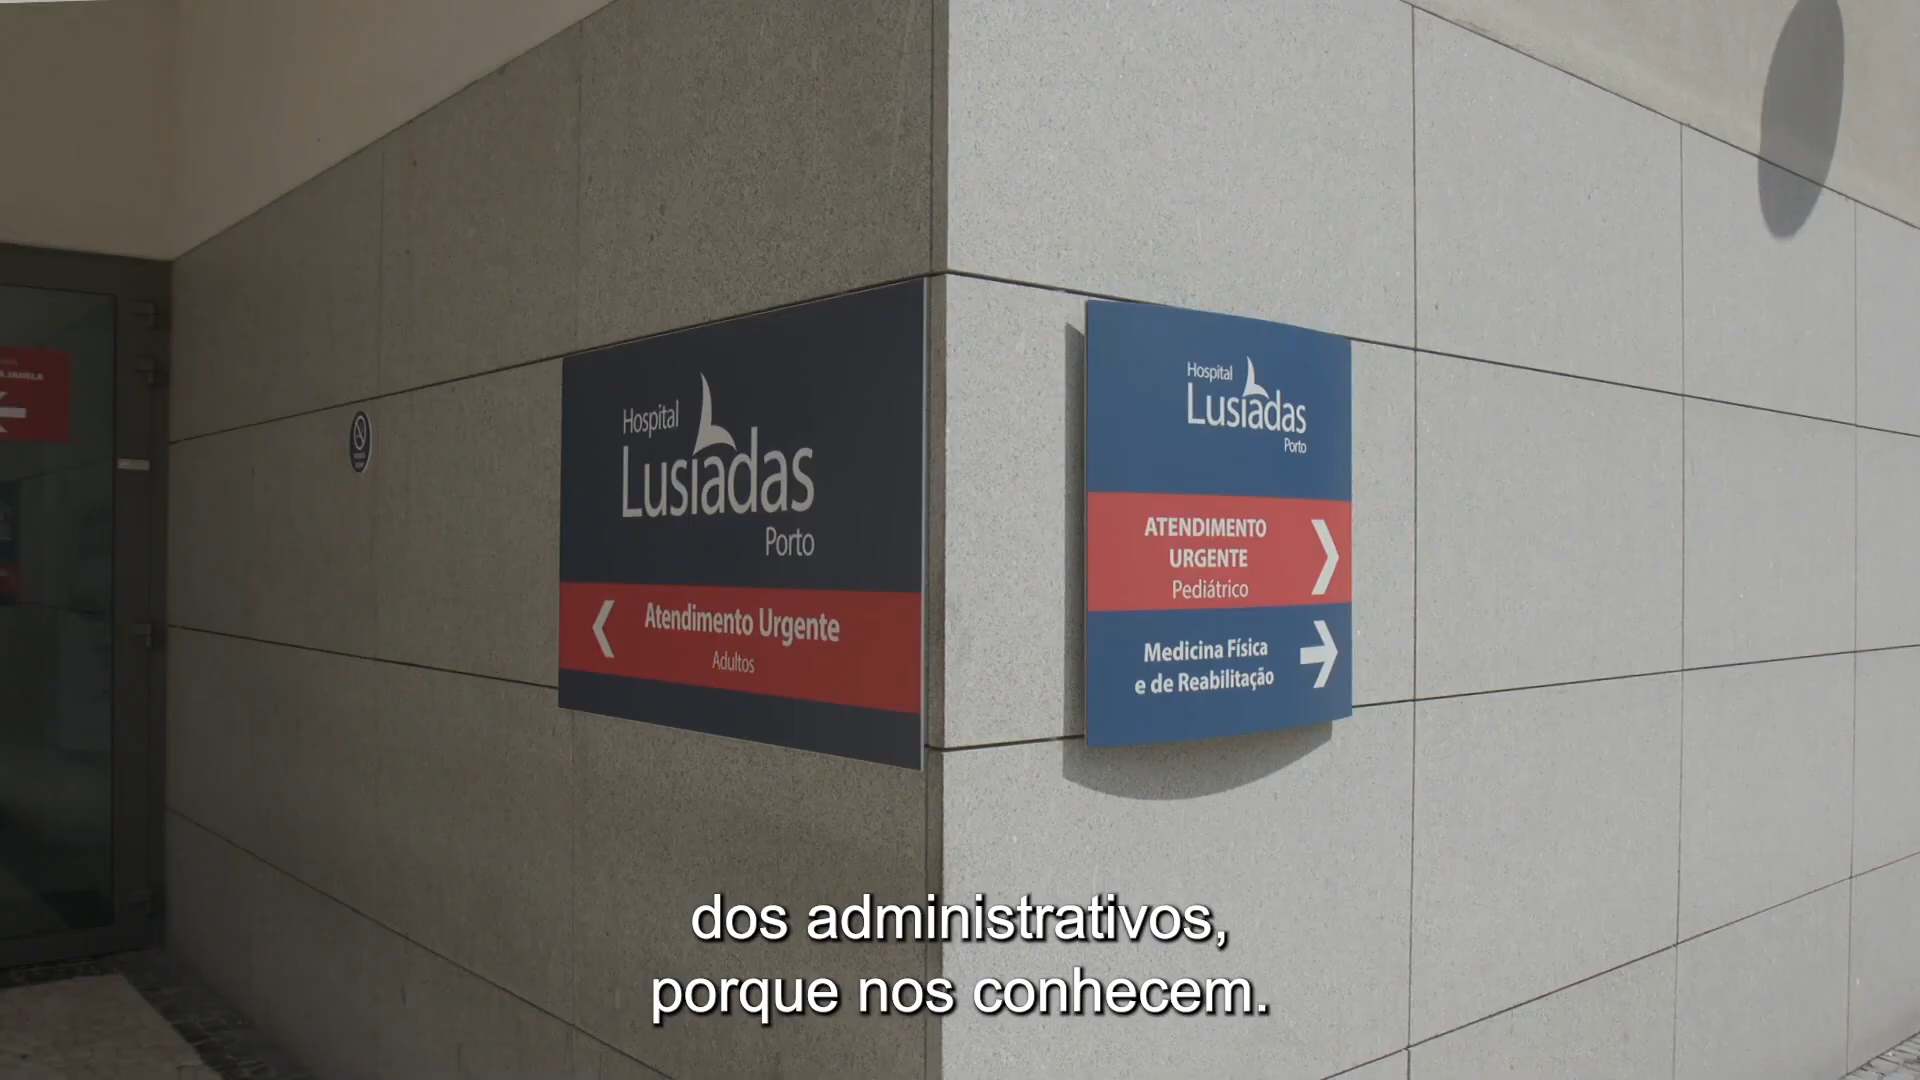 Hospital
Lusíadas
Porto
Atendimento Urgente
Adultos
Hospital
Lusíadas
Porto
ATENDIMENTO
URGENTE
Pediátrico
Medicina Física
e de Reabilitação
dos administrativos,
porque nos conhecem.